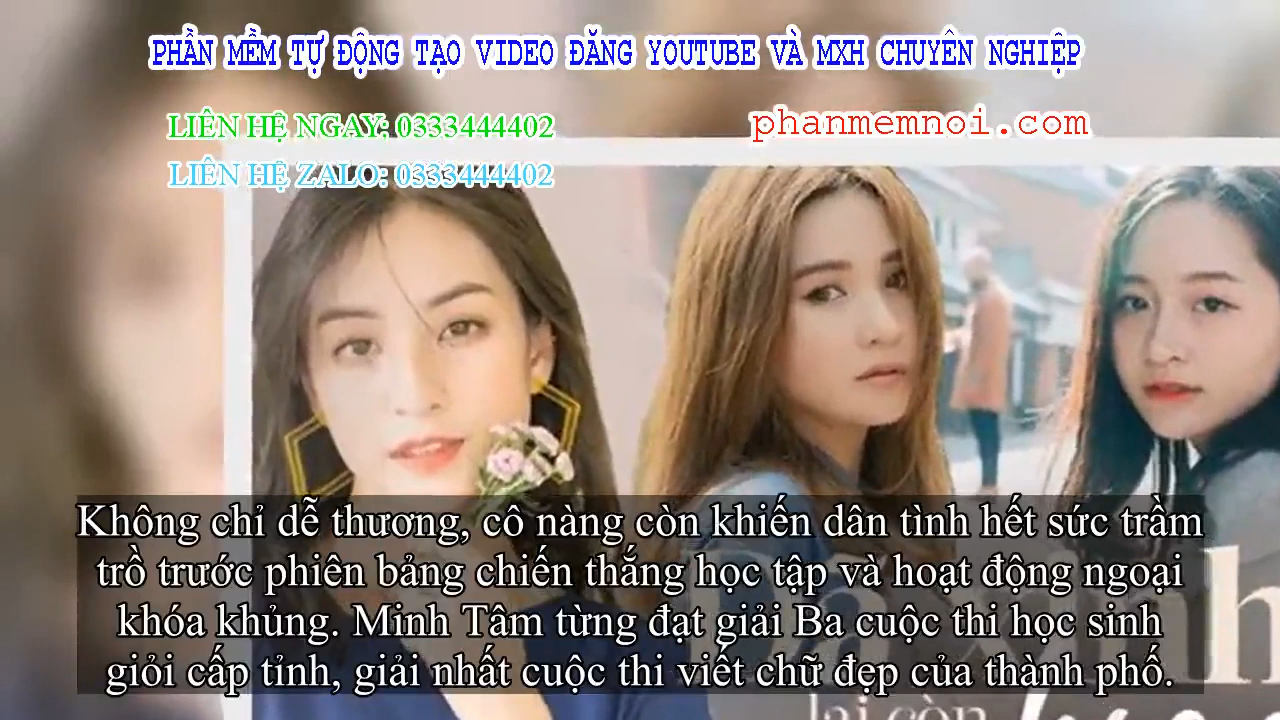 PHẦN MỀM TỰ ĐỘNG TẠO VIDEO ĐĂNG YOUTUBE VÀ MXH CHUYÊN NGHIỆP
LIÊN HỆ NGAY: 0333444402
phanmemnoi.com
LIÊN HỆ ZALO: 0333444402
Không chỉ dễ thương, cô nàng còn khiến dân tình hết sức trầm
trồ trước phiên bảng chiến thắng học tập và hoạt động ngoại
khóa khủng. Minh Tâm từng đạt giải Ba cuộc thi học sinh
giỏi cấp tỉnh, giải nhất cuộc thi viết chữ đẹp của thành phố.
lại còn